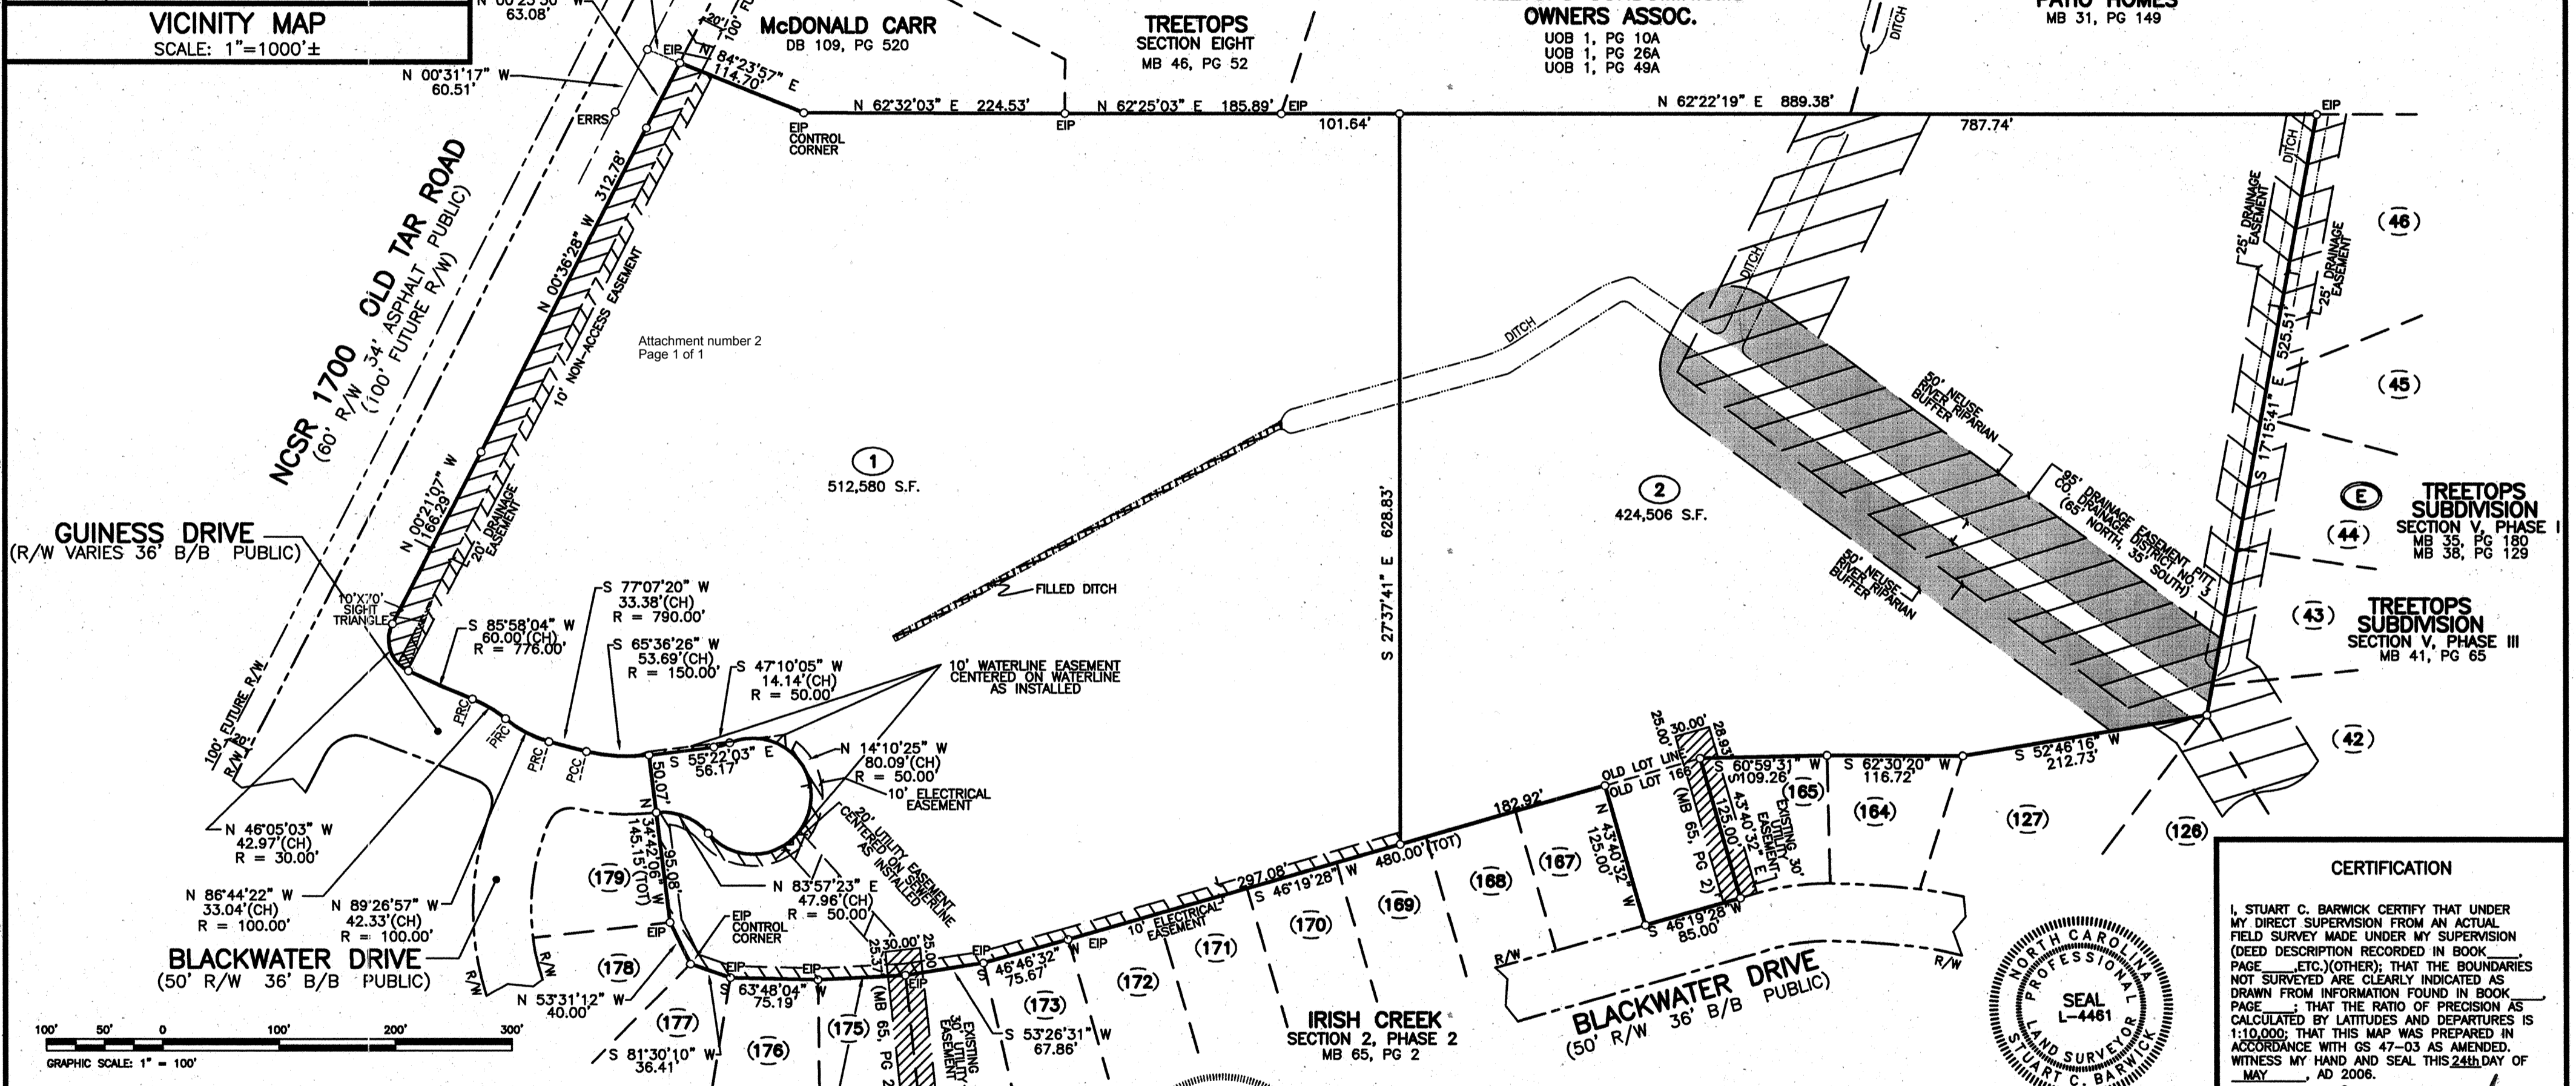 VICINITY MAP
SCALE: 1"=1000'±
63.08'
N 00°31'17" W
60.51'
ERRS
EIP
20'
McDONALD CARR
DB 109, PG 520
N 84°23'57" E
114.70'
EIP
CONTROL
CORNER
N 62°32'03" E 224.53'
EIP
TREETOPS
SECTION EIGHT
MB 46, PG 52
N 62°25'03" E 185.89'
EIP
101.64'
OWNERS ASSOC.
UOB 1, PG 10A
UOB 1, PG 26A
UOB 1, PG 49A
N 62°22'19" E 889.38'
787.74'
DITCH
PATIO HOMES
MB 31, PG 149
EIP
DITCH
25' DRAINAGE
EASEMENT
25' DRAINAGE
EASEMENT
S 17°15'41" E 525.51'
(46)
(45)
(44)
(43)
(42)
E
TREETOPS
SUBDIVISION
SECTION V, PHASE I
MB 35, PG 180
MB 38, PG 129
TREETOPS
SUBDIVISION
SECTION V, PHASE III
MB 41, PG 65
NCSR 1700 OLD TAR ROAD
(60' R/W 34' ASPHALT PUBLIC)
(100' FUTURE R/W)
N 00°36'28" W 312.78'
10' NON-ACCESS EASEMENT
Attachment number 2
Page 1 of 1
N 00°21'07" W
166.29'
20' DRAINAGE
EASEMENT
1
512,580 S.F.
FILLED DITCH
DITCH
DITCH
S 27°37'41" E 628.83'
2
424,506 S.F.
50' NEUSE
RIVER RIPARIAN
BUFFER
50' NEUSE
RIVER RIPARIAN
BUFFER
95' DRAINAGE EASEMENT PITT
CO. DRAINAGE DISTRICT NO. 3
(65' NORTH, 35' SOUTH)
GUINESS DRIVE
(R/W VARIES 36' B/B PUBLIC)
10'X70'
SIGHT
TRIANGLE
100' FUTURE R/W
20'
R/W
S 85°58'04" W
60.00'(CH)
R = 776.00'
S 77°07'20" W
33.38'(CH)
R = 790.00'
S 65°36'26" W
53.69'(CH)
R = 150.00'
S 47°10'05" W
14.14'(CH)
R = 50.00'
10' WATERLINE EASEMENT
CENTERED ON WATERLINE
AS INSTALLED
PRC
PRC
PRC
PCC
S 55°22'03" E
56.17'
N 14°10'25" W
80.09'(CH)
R = 50.00'
10' ELECTRICAL
EASEMENT
20' UTILITY EASEMENT
CENTERED ON SEWERLINE
AS INSTALLED
50.07'
N 34°42'06" W
145.15'(TOT)
95.08'
N 46°05'03" W
42.97'(CH)
R = 30.00'
N 86°44'22" W
33.04'(CH)
R = 100.00'
N 89°26'57" W
42.33'(CH)
R = 100.00'
N 83°57'23" E
47.96'(CH)
R = 50.00'
BLACKWATER DRIVE
(50' R/W 36' B/B PUBLIC)
R/W
R/W
(179)
(178)
(177)
(176)
(175)
EIP
EIP
CONTROL
CORNER
N 53°31'12" W
40.00'
S 81°30'10" W
36.41'
EIP
S 63°48'04" W
75.19'
25.37'
30.00'
25.00
EIP
(MB 65, PG 2
EXISTING
30' UTILITY
EASEMENT
S 53°26'31" W
67.86'
EIP
S 46°46'32" W
75.67'
EIP
10' ELECTRICAL
EASEMENT
297.08'
S 46°19'28" W
480.00'(TOT)
182.92'
(173)
(172)
(171)
(170)
(169)
(168)
(167)
OLD LOT LINE
OLD LOT 166
(MB 65, PG 2)
25.00'
30.00'
28.93'
N 43°40'32" W
125.00'
S 43°40'32" E
125.00'
EXISTING 30'
UTILITY
EASEMENT
S 46°19'28" W
85.00'
S 60°59'31" W
109.26'
S 62°30'20" W
116.72'
S 52°46'16" W
212.73'
(165)
(164)
(127)
(126)
R/W
R/W
BLACKWATER DRIVE
(50' R/W 36' B/B PUBLIC)
IRISH CREEK
SECTION 2, PHASE 2
MB 65, PG 2
100' 50' 0 100' 200' 300'
GRAPHIC SCALE: 1" = 100'
NORTH CAROLINA
PROFESSIONAL
SEAL
L-4461
LAND SURVEYOR
STUART C. BARWICK
CERTIFICATION
I, STUART C. BARWICK CERTIFY THAT UNDER
MY DIRECT SUPERVISION FROM AN ACTUAL
FIELD SURVEY MADE UNDER MY SUPERVISION
(DEED DESCRIPTION RECORDED IN BOOK____,
PAGE____,ETC.)(OTHER); THAT THE BOUNDARIES
NOT SURVEYED ARE CLEARLY INDICATED AS
DRAWN FROM INFORMATION FOUND IN BOOK____,
PAGE____; THAT THE RATIO OF PRECISION AS
CALCULATED BY LATITUDES AND DEPARTURES IS
1:10,000; THAT THIS MAP WAS PREPARED IN
ACCORDANCE WITH GS 47-03 AS AMENDED.
WITNESS MY HAND AND SEAL THIS 24th DAY OF
MAY, AD 2006.